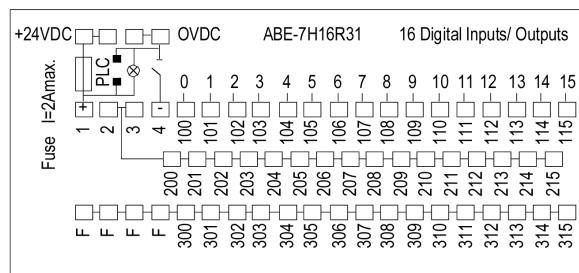 +24VDC OVDC ABE-7H16R31 16 Digital Inputs/ Outputs
PLC
Fuse I=2Amax.
0 1 2 3 4 5 6 7 8 9 10 11 12 13 14 15
+ -
1 2 3 4 100 101 102 103 104 105 106 107 108 109 110 111 112 113 114 115
200 201 202 203 204 205 206 207 208 209 210 211 212 213 214 215
F F F F 300 301 302 303 304 305 306 307 308 309 310 311 312 313 314 315